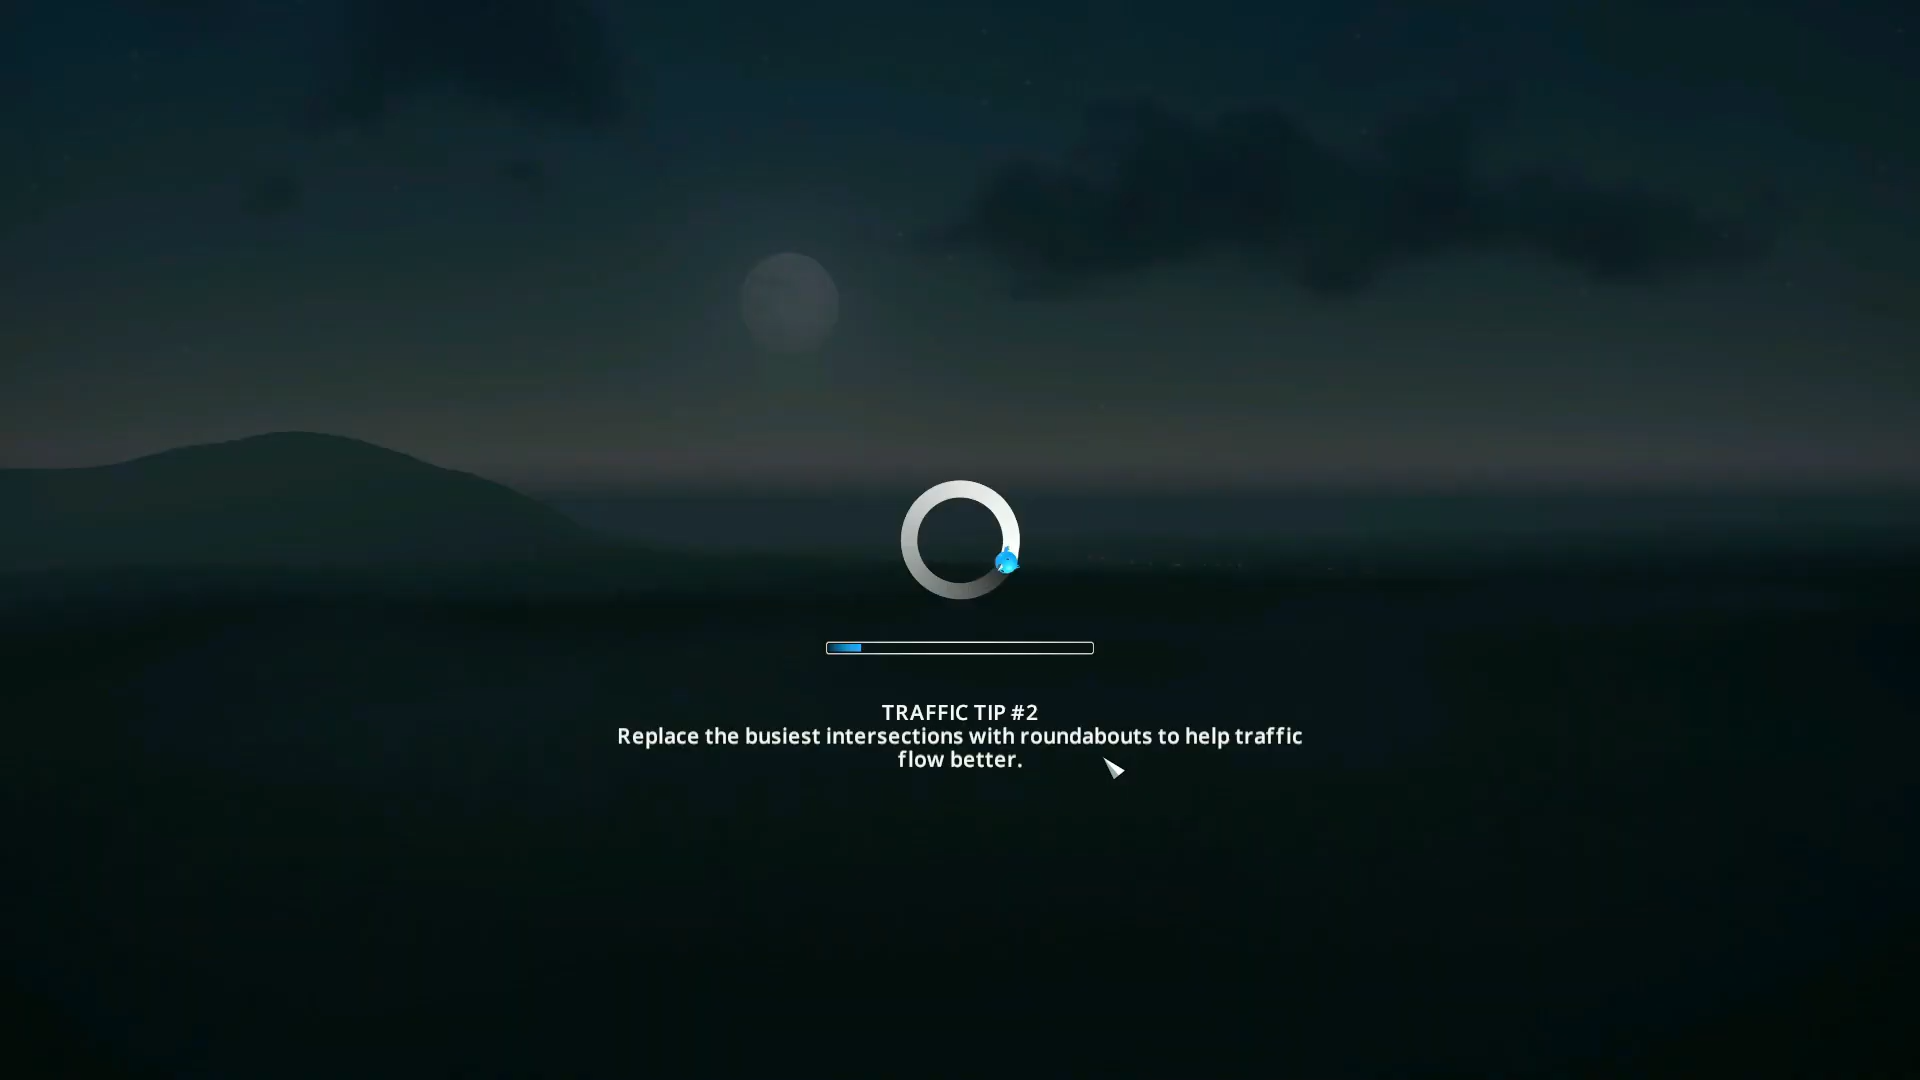 TRAFFIC TIP #2
Replace the busiest intersections with roundabouts to help traffic
flow better.